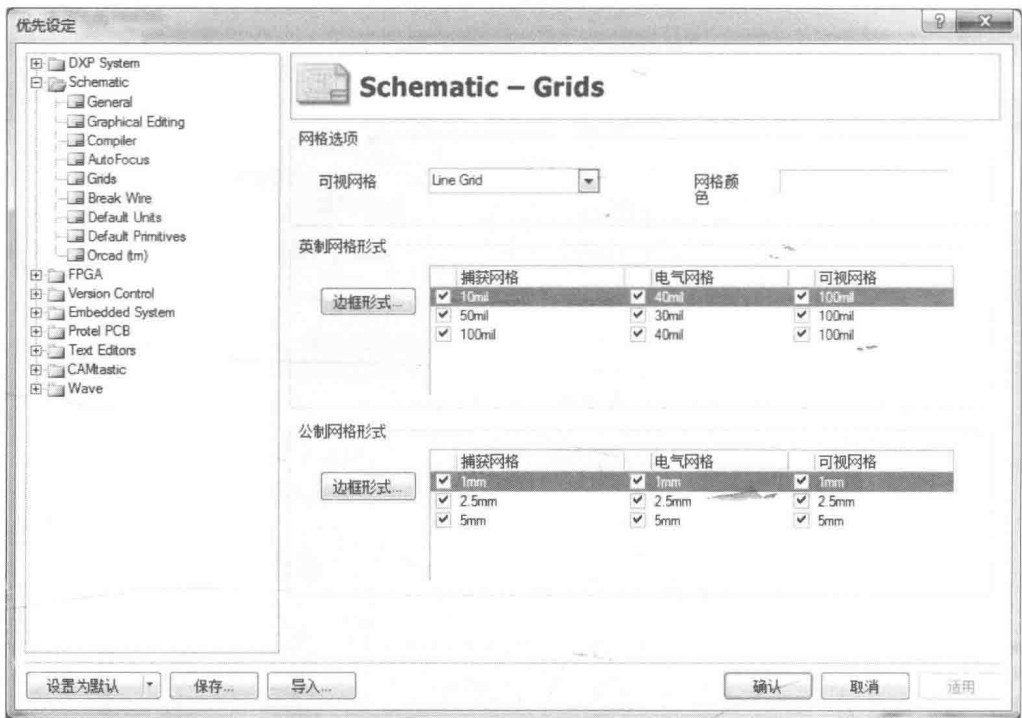 优先设定
DXP System
Schematic
General
Graphical Editing
Compiler
AutoFocus
Grids
Break Wire
Default Units
Default Primitives
Orcad (tm)
FPGA
Version Control
Embedded System
Protel PCB
Text Editors
CAMtastic
Wave
Schematic – Grids
网格选项
可视网格 Line Grid 网格颜
色
英制网格形式
捕获网格 电气网格 可视网格
边框形式...
10mil 40mil 100mil
50mil 30mil 100mil
100mil 40mil 100mil
公制网格形式
捕获网格 电气网格 可视网格
边框形式...
1mm 1mm 1mm
2.5mm 2.5mm 2.5mm
5mm 5mm 5mm
设置为默认 保存... 导入... 确认 取消 适用